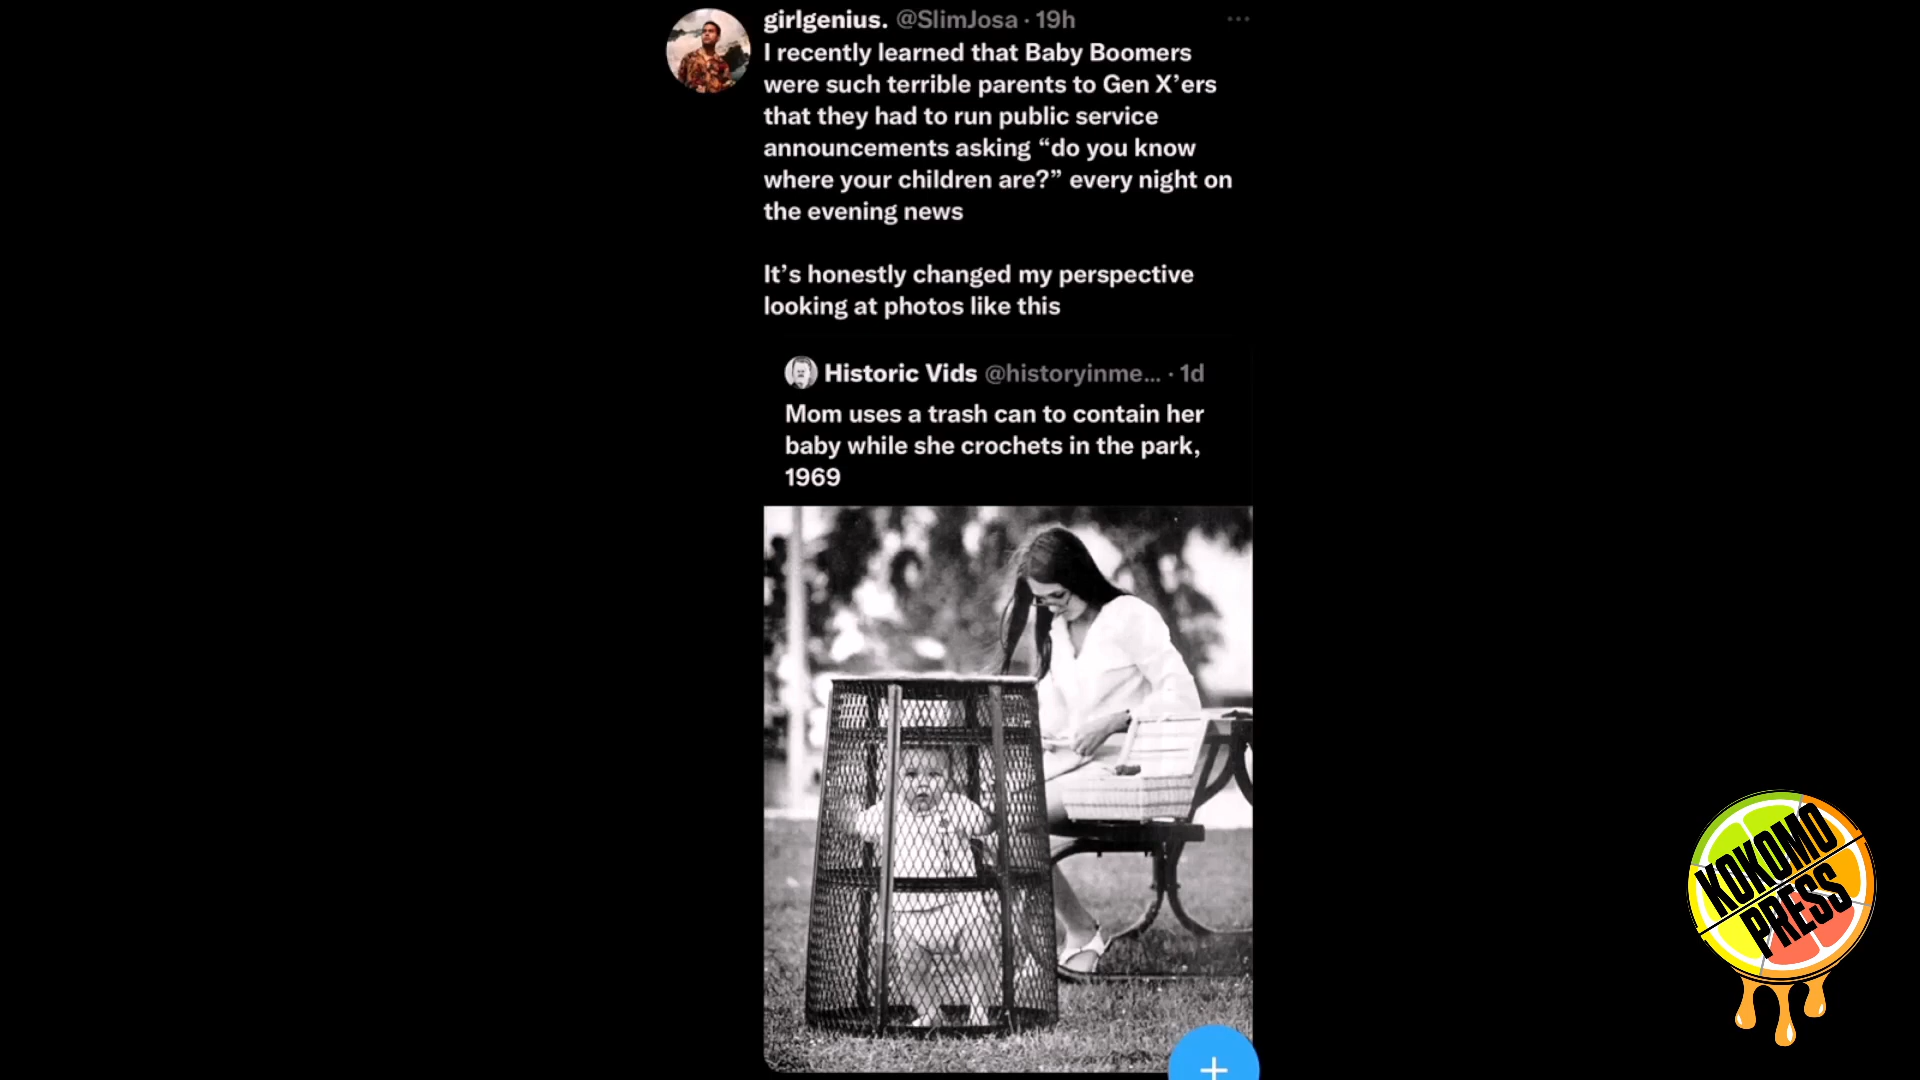 girlgenius. @SlimJosa · 19h
I recently learned that Baby Boomers
were such terrible parents to Gen X’ers
that they had to run public service
announcements asking “do you know
where your children are?” every night on
the evening news
It’s honestly changed my perspective
looking at photos like this
Historic Vids @historyinme... · 1d
Mom uses a trash can to contain her
baby while she crochets in the park,
1969
KOKOMO
PRESS